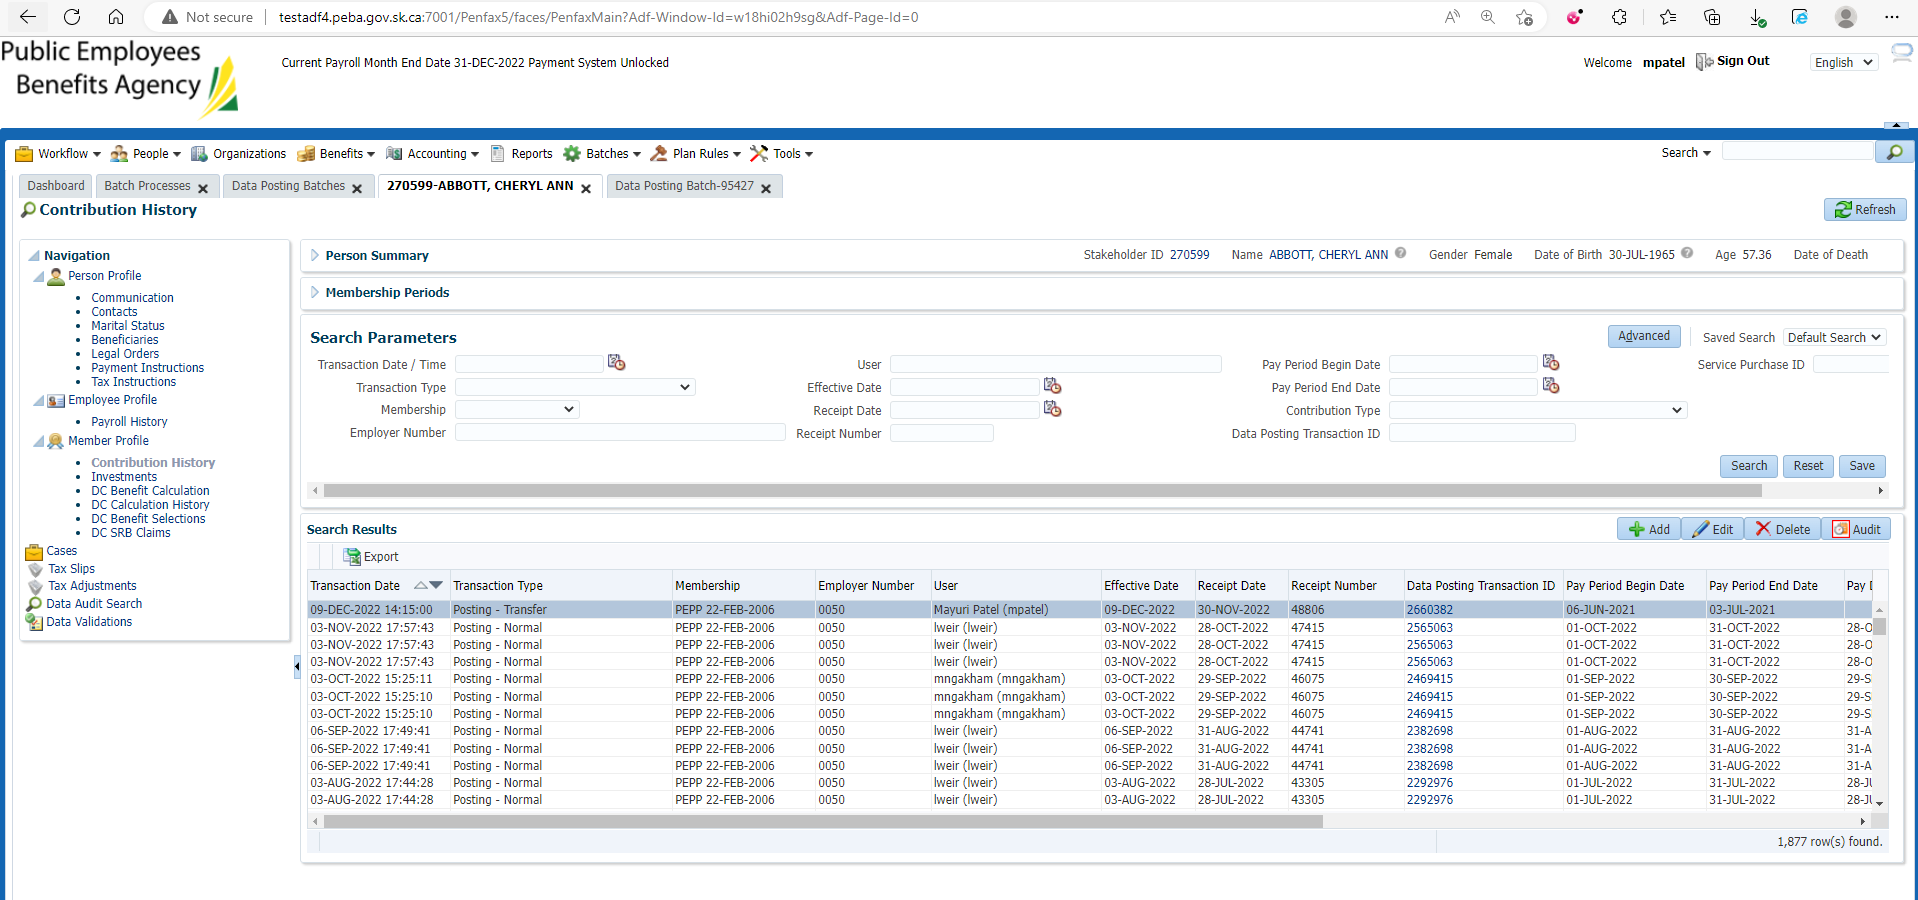 Not secure testadf4.peba.gov.sk.ca:7001/Penfax5/faces/PenfaxMain?Adf-Window-Id=w18hi02h9sg&Adf-Page-Id=0
Public Employees
Benefits Agency
Current Payroll Month End Date 31-DEC-2022 Payment System Unlocked
Welcome mpatel Sign Out English
Workflow People Organizations Benefits Accounting Reports Batches Plan Rules Tools Search
Dashboard Batch Processes Data Posting Batches 270599-ABBOTT, CHERYL ANN Data Posting Batch-95427
Contribution History Refresh
Navigation
Person Profile
Communication
Contacts
Marital Status
Beneficiaries
Legal Orders
Payment Instructions
Tax Instructions
Employee Profile
Payroll History
Member Profile
Contribution History
Investments
DC Benefit Calculation
DC Calculation History
DC Benefit Selections
DC SRB Claims
Cases
Tax Slips
Tax Adjustments
Data Audit Search
Data Validations
Person Summary Stakeholder ID 270599 Name ABBOTT, CHERYL ANN Gender Female Date of Birth 30-JUL-1965 Age 57.36 Date of Death
Membership Periods
Search Parameters Advanced Saved Search Default Search
Transaction Date / Time User Pay Period Begin Date Service Purchase ID
Transaction Type Effective Date Pay Period End Date
Membership Receipt Date Contribution Type
Employer Number Receipt Number Data Posting Transaction ID
Search Reset Save
Search Results Add Edit Delete Audit
Export
Transaction Date Transaction Type Membership Employer Number User Effective Date Receipt Date Receipt Number Data Posting Transaction ID Pay Period Begin Date Pay Period End Date Pay D
09-DEC-2022 14:15:00 Posting - Transfer PEPP 22-FEB-2006 0050 Mayuri Patel (mpatel) 09-DEC-2022 30-NOV-2022 48806 2660382 06-JUN-2021 03-JUL-2021
03-NOV-2022 17:57:43 Posting - Normal PEPP 22-FEB-2006 0050 lweir (lweir) 03-NOV-2022 28-OCT-2022 47415 2565063 01-OCT-2022 31-OCT-2022 28-O
03-NOV-2022 17:57:43 Posting - Normal PEPP 22-FEB-2006 0050 lweir (lweir) 03-NOV-2022 28-OCT-2022 47415 2565063 01-OCT-2022 31-OCT-2022 28-O
03-NOV-2022 17:57:43 Posting - Normal PEPP 22-FEB-2006 0050 lweir (lweir) 03-NOV-2022 28-OCT-2022 47415 2565063 01-OCT-2022 31-OCT-2022 28-O
03-OCT-2022 15:25:11 Posting - Normal PEPP 22-FEB-2006 0050 mngakham (mngakham) 03-OCT-2022 29-SEP-2022 46075 2469415 01-SEP-2022 30-SEP-2022 29-S
03-OCT-2022 15:25:10 Posting - Normal PEPP 22-FEB-2006 0050 mngakham (mngakham) 03-OCT-2022 29-SEP-2022 46075 2469415 01-SEP-2022 30-SEP-2022 29-S
03-OCT-2022 15:25:10 Posting - Normal PEPP 22-FEB-2006 0050 mngakham (mngakham) 03-OCT-2022 29-SEP-2022 46075 2469415 01-SEP-2022 30-SEP-2022 29-S
06-SEP-2022 17:49:41 Posting - Normal PEPP 22-FEB-2006 0050 lweir (lweir) 06-SEP-2022 31-AUG-2022 44741 2382698 01-AUG-2022 31-AUG-2022 31-A
06-SEP-2022 17:49:41 Posting - Normal PEPP 22-FEB-2006 0050 lweir (lweir) 06-SEP-2022 31-AUG-2022 44741 2382698 01-AUG-2022 31-AUG-2022 31-A
06-SEP-2022 17:49:41 Posting - Normal PEPP 22-FEB-2006 0050 lweir (lweir) 06-SEP-2022 31-AUG-2022 44741 2382698 01-AUG-2022 31-AUG-2022 31-A
03-AUG-2022 17:44:28 Posting - Normal PEPP 22-FEB-2006 0050 lweir (lweir) 03-AUG-2022 28-JUL-2022 43305 2292976 01-JUL-2022 31-JUL-2022 28-JU
03-AUG-2022 17:44:28 Posting - Normal PEPP 22-FEB-2006 0050 lweir (lweir) 03-AUG-2022 28-JUL-2022 43305 2292976 01-JUL-2022 31-JUL-2022 28-JU
1,877 row(s) found.